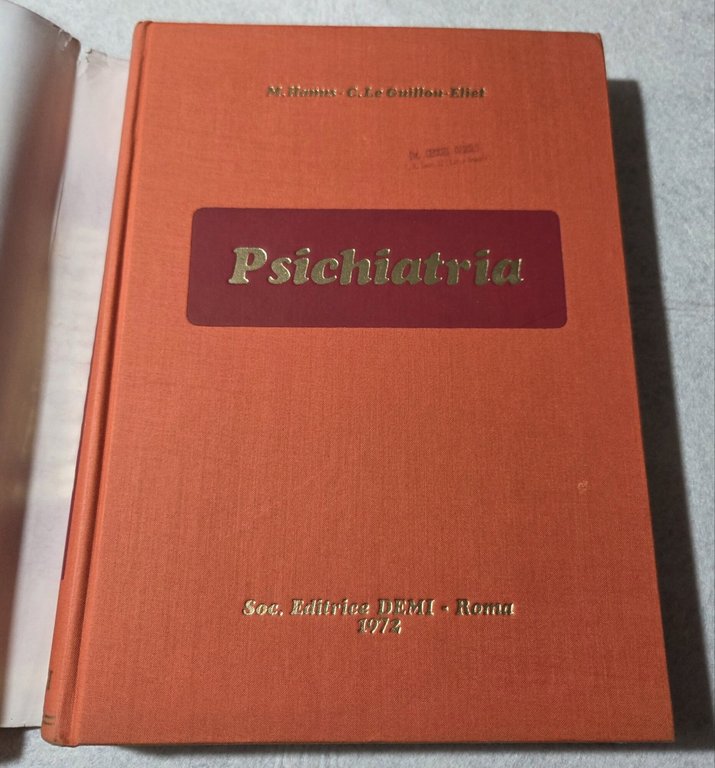 M. Hanus - C. Le Guillou-Eliet
Psichiatria
Soc. Editrice DEMI - Roma
1972